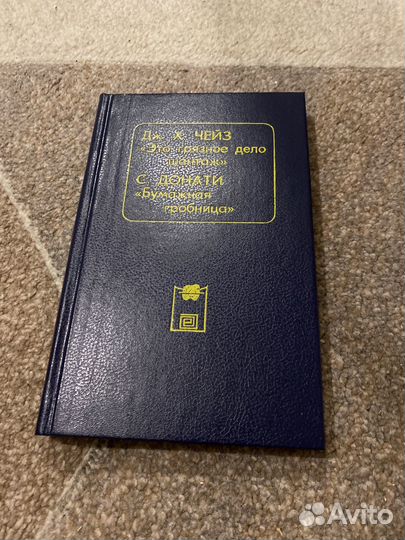 Дж. Х. ЧЕЙЗ
«Это грязное дело
шантаж»
С. ДОНАТИ
«Бумажная
гробница»
Avito